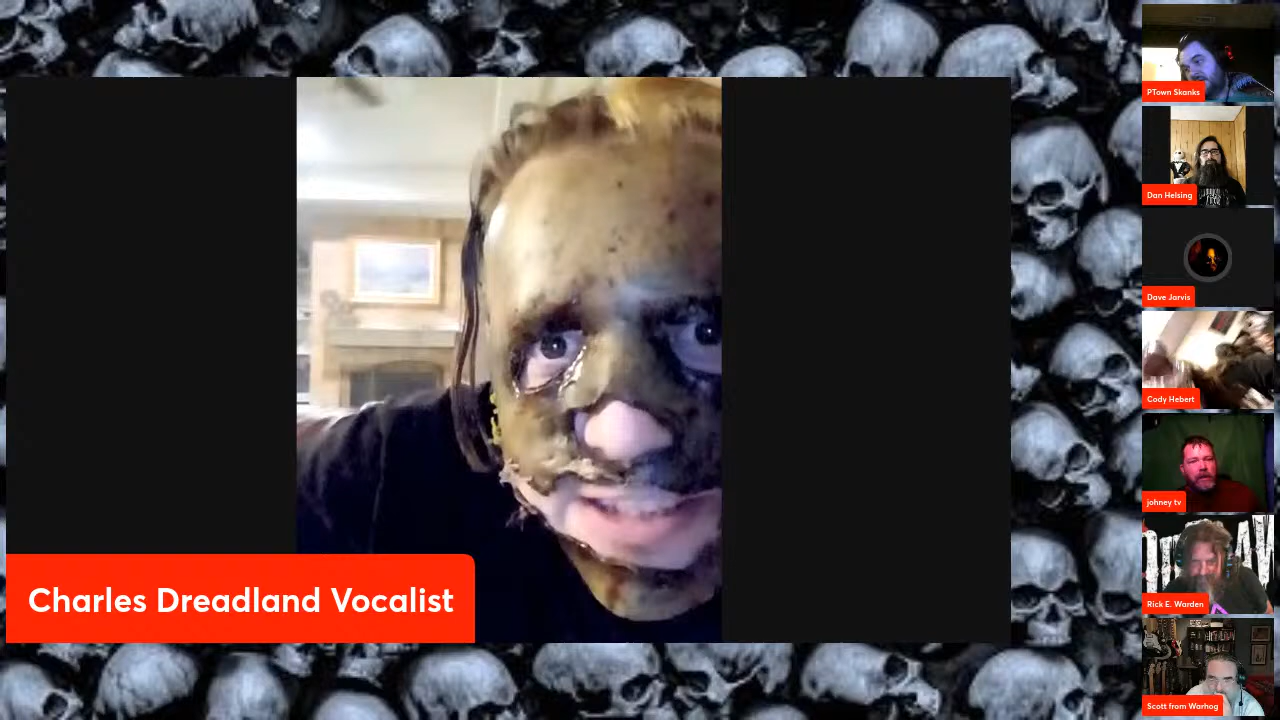 Charles Dreadland Vocalist
PTown Skanks
Dan Helsing
Dave Jarvis
Cody Hebert
johney tv
Rick E. Warden
Scott from Warhog